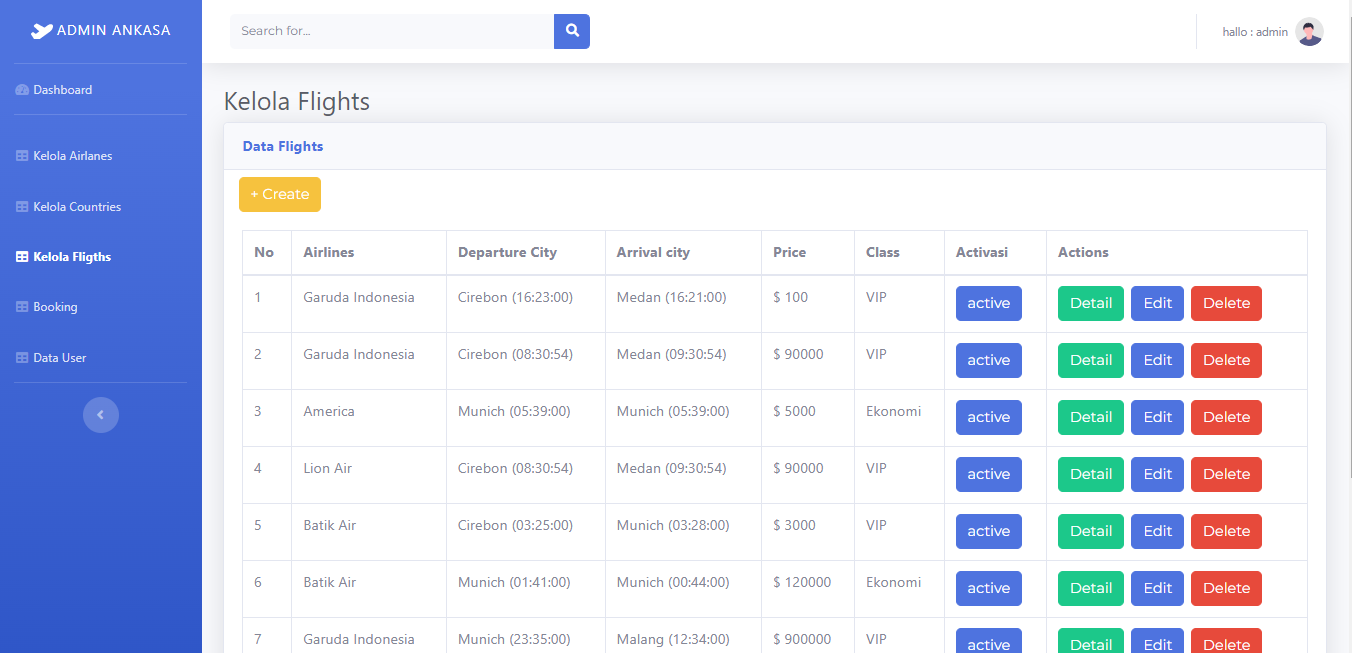 ADMIN ANKASA
Search for...
hallo : admin
Dashboard
Kelola Airlanes
Kelola Countries
Kelola Fligths
Booking
Data User
Kelola Flights
Data Flights
+ Create
No Airlines Departure City Arrival city Price Class Activasi Actions
1 Garuda Indonesia Cirebon (16:23:00) Medan (16:21:00) $ 100 VIP active Detail Edit Delete
2 Garuda Indonesia Cirebon (08:30:54) Medan (09:30:54) $ 90000 VIP active Detail Edit Delete
3 America Munich (05:39:00) Munich (05:39:00) $ 5000 Ekonomi active Detail Edit Delete
4 Lion Air Cirebon (08:30:54) Medan (09:30:54) $ 90000 VIP active Detail Edit Delete
5 Batik Air Cirebon (03:25:00) Munich (03:28:00) $ 3000 VIP active Detail Edit Delete
6 Batik Air Munich (01:41:00) Munich (00:44:00) $ 120000 Ekonomi active Detail Edit Delete
7 Garuda Indonesia Munich (23:35:00) Malang (12:34:00) $ 900000 VIP active Detail Edit Delete